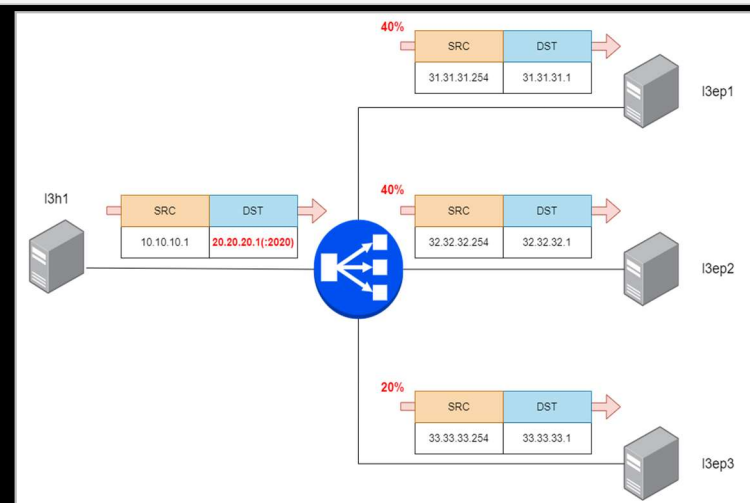 40%
SRC DST
31.31.31.254 31.31.31.1
l3ep1
l3h1
SRC DST
10.10.10.1 20.20.20.1(:2020)
40%
SRC DST
32.32.32.254 32.32.32.1
l3ep2
20%
SRC DST
33.33.33.254 33.33.33.1
l3ep3